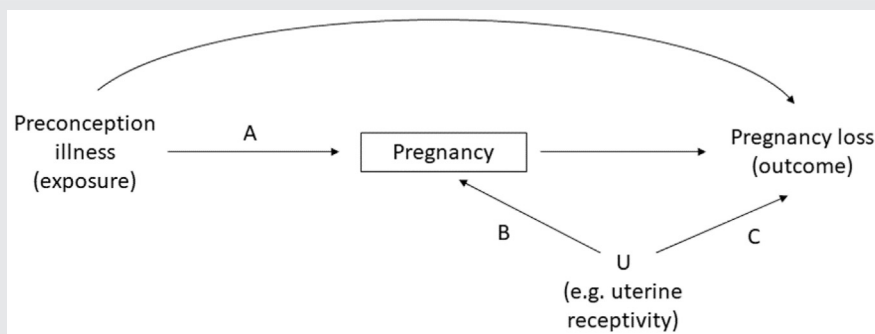 Preconception
illness
(exposure)
A
Pregnancy
Pregnancy loss
(outcome)
B
C
U
(e.g. uterine
receptivity)